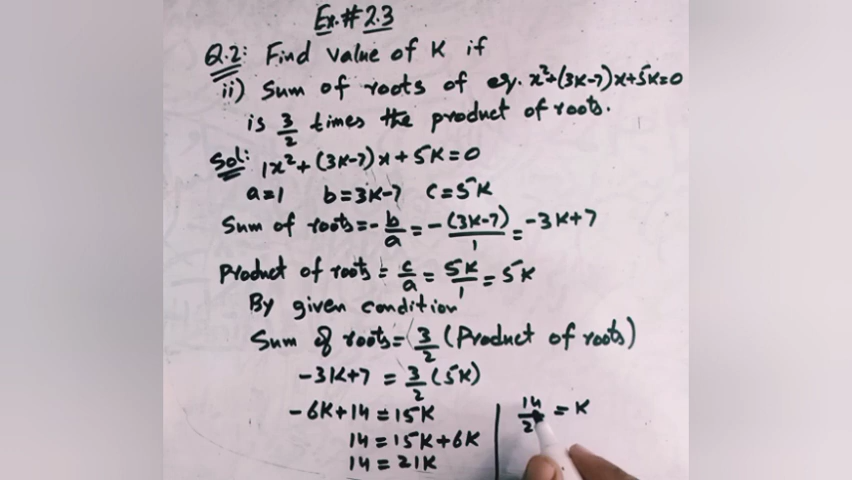 Ex.#2.3
Q.2: Find value of K if
ii) Sum of roots of eq. x²+(3K-7)x+5K=0
is 3/2 times the product of roots.
Sol: 1x²+(3K-7)x+5K=0
a=1 b=3K-7 c=5K
Sum of roots=-b/a=-(3K-7)/1=-3K+7
Product of roots=c/a=5K/1=5K
By given condition
Sum of roots=3/2(Product of roots)
-3K+7=3/2(5K)
-6K+14=15K
14=15K+6K
14=21K
14/2 = K